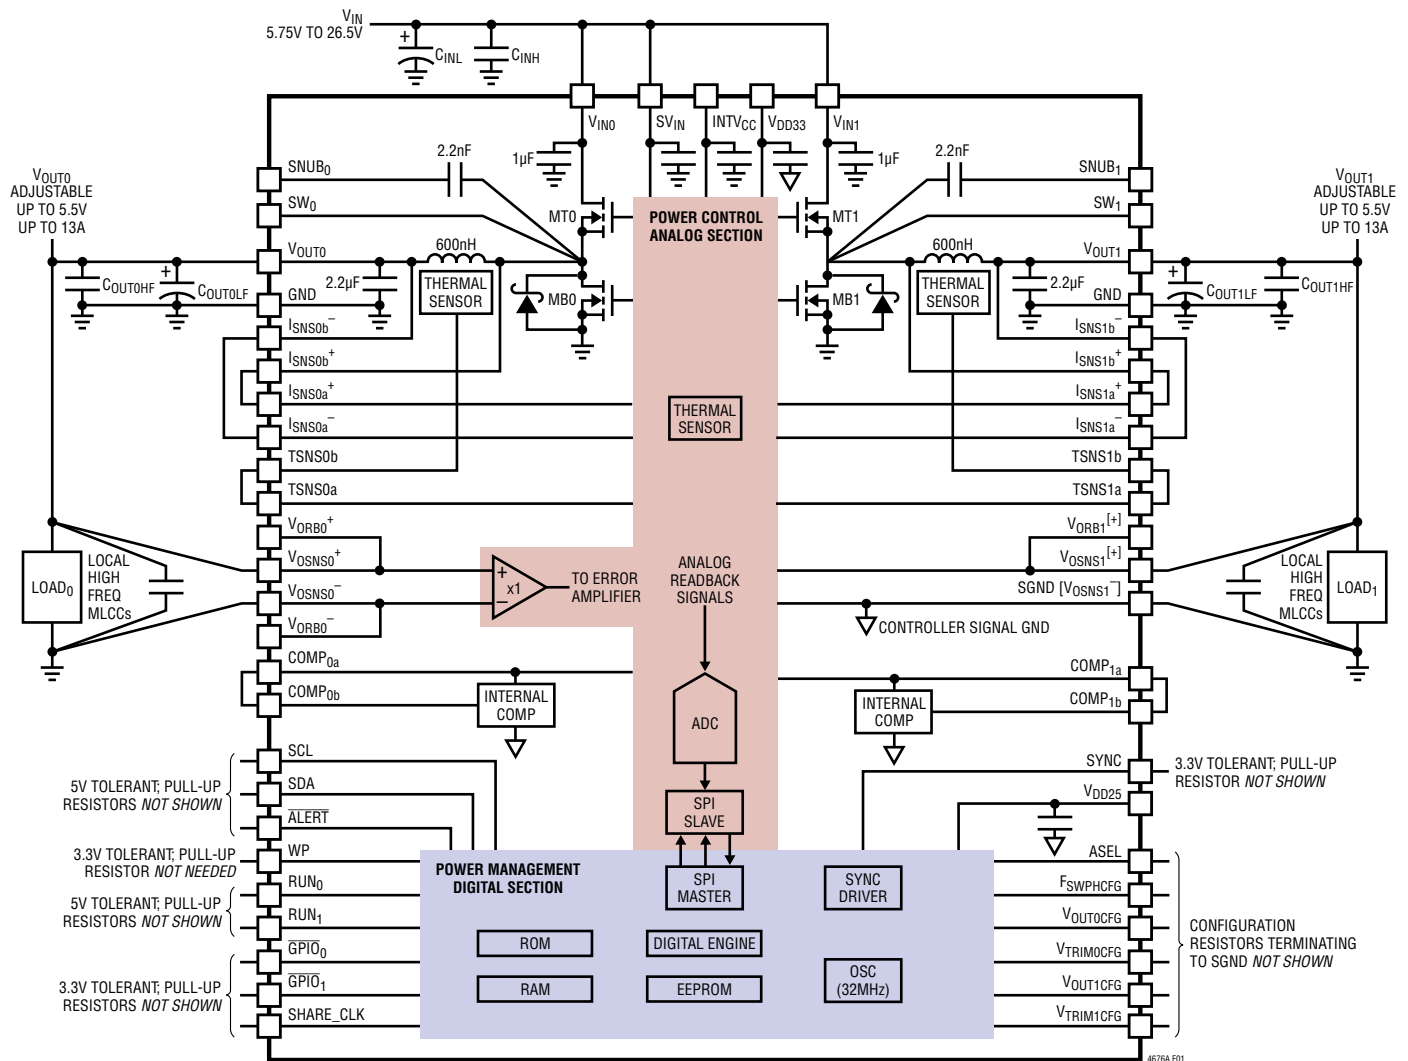 VIN
5.75V TO 26.5V
+
CINL
CINH
VIN0
SVIN
INTVCC
VDD33
VIN1
1µF
1µF
2.2nF
2.2nF
SNUB0
SNUB1
VOUT0
ADJUSTABLE
UP TO 5.5V
UP TO 13A
VOUT1
ADJUSTABLE
UP TO 5.5V
UP TO 13A
SW0
SW1
MT0
POWER CONTROL
ANALOG SECTION
MT1
VOUT0
600nH
600nH
VOUT1
COUT0HF
+
COUT0LF
2.2µF
THERMAL
SENSOR
MB0
MB1
THERMAL
SENSOR
2.2µF
+
COUT1LF
COUT1HF
GND
GND
ISNS0b–
ISNS1b–
ISNS0b+
ISNS1b+
ISNS0a+
ISNS1a+
THERMAL
SENSOR
ISNS0a–
ISNS1a–
TSNS0b
TSNS1b
TSNS0a
TSNS1a
VORB0+
VORB1[+]
VOSNS0+
VOSNS1[+]
LOAD0
LOCAL
HIGH
FREQ
MLCCs
+
–
x1
TO ERROR
AMPLIFIER
ANALOG
READBACK
SIGNALS
LOCAL
HIGH
FREQ
MLCCs
LOAD1
VOSNS0–
SGND [VOSNS1–]
CONTROLLER SIGNAL GND
VORB0–
COMP0a
COMP1a
COMP0b
COMP1b
INTERNAL
COMP
INTERNAL
COMP
ADC
SCL
SYNC
5V TOLERANT; PULL-UP
RESISTORS NOT SHOWN
3.3V TOLERANT; PULL-UP
RESISTOR NOT SHOWN
SDA
VDD25
SPI
SLAVE
ALERT
3.3V TOLERANT; PULL-UP
RESISTOR NOT NEEDED
WP
ASEL
POWER MANAGEMENT
DIGITAL SECTION
SPI
MASTER
SYNC
DRIVER
5V TOLERANT; PULL-UP
RESISTORS NOT SHOWN
RUN0
FSWPHCFG
RUN1
VOUT0CFG
CONFIGURATION
RESISTORS TERMINATING
TO SGND NOT SHOWN
ROM
DIGITAL ENGINE
3.3V TOLERANT; PULL-UP
RESISTORS NOT SHOWN
GPIO0
VTRIM0CFG
GPIO1
RAM
EEPROM
OSC
(32MHz)
VOUT1CFG
SHARE_CLK
VTRIM1CFG
4676A F01